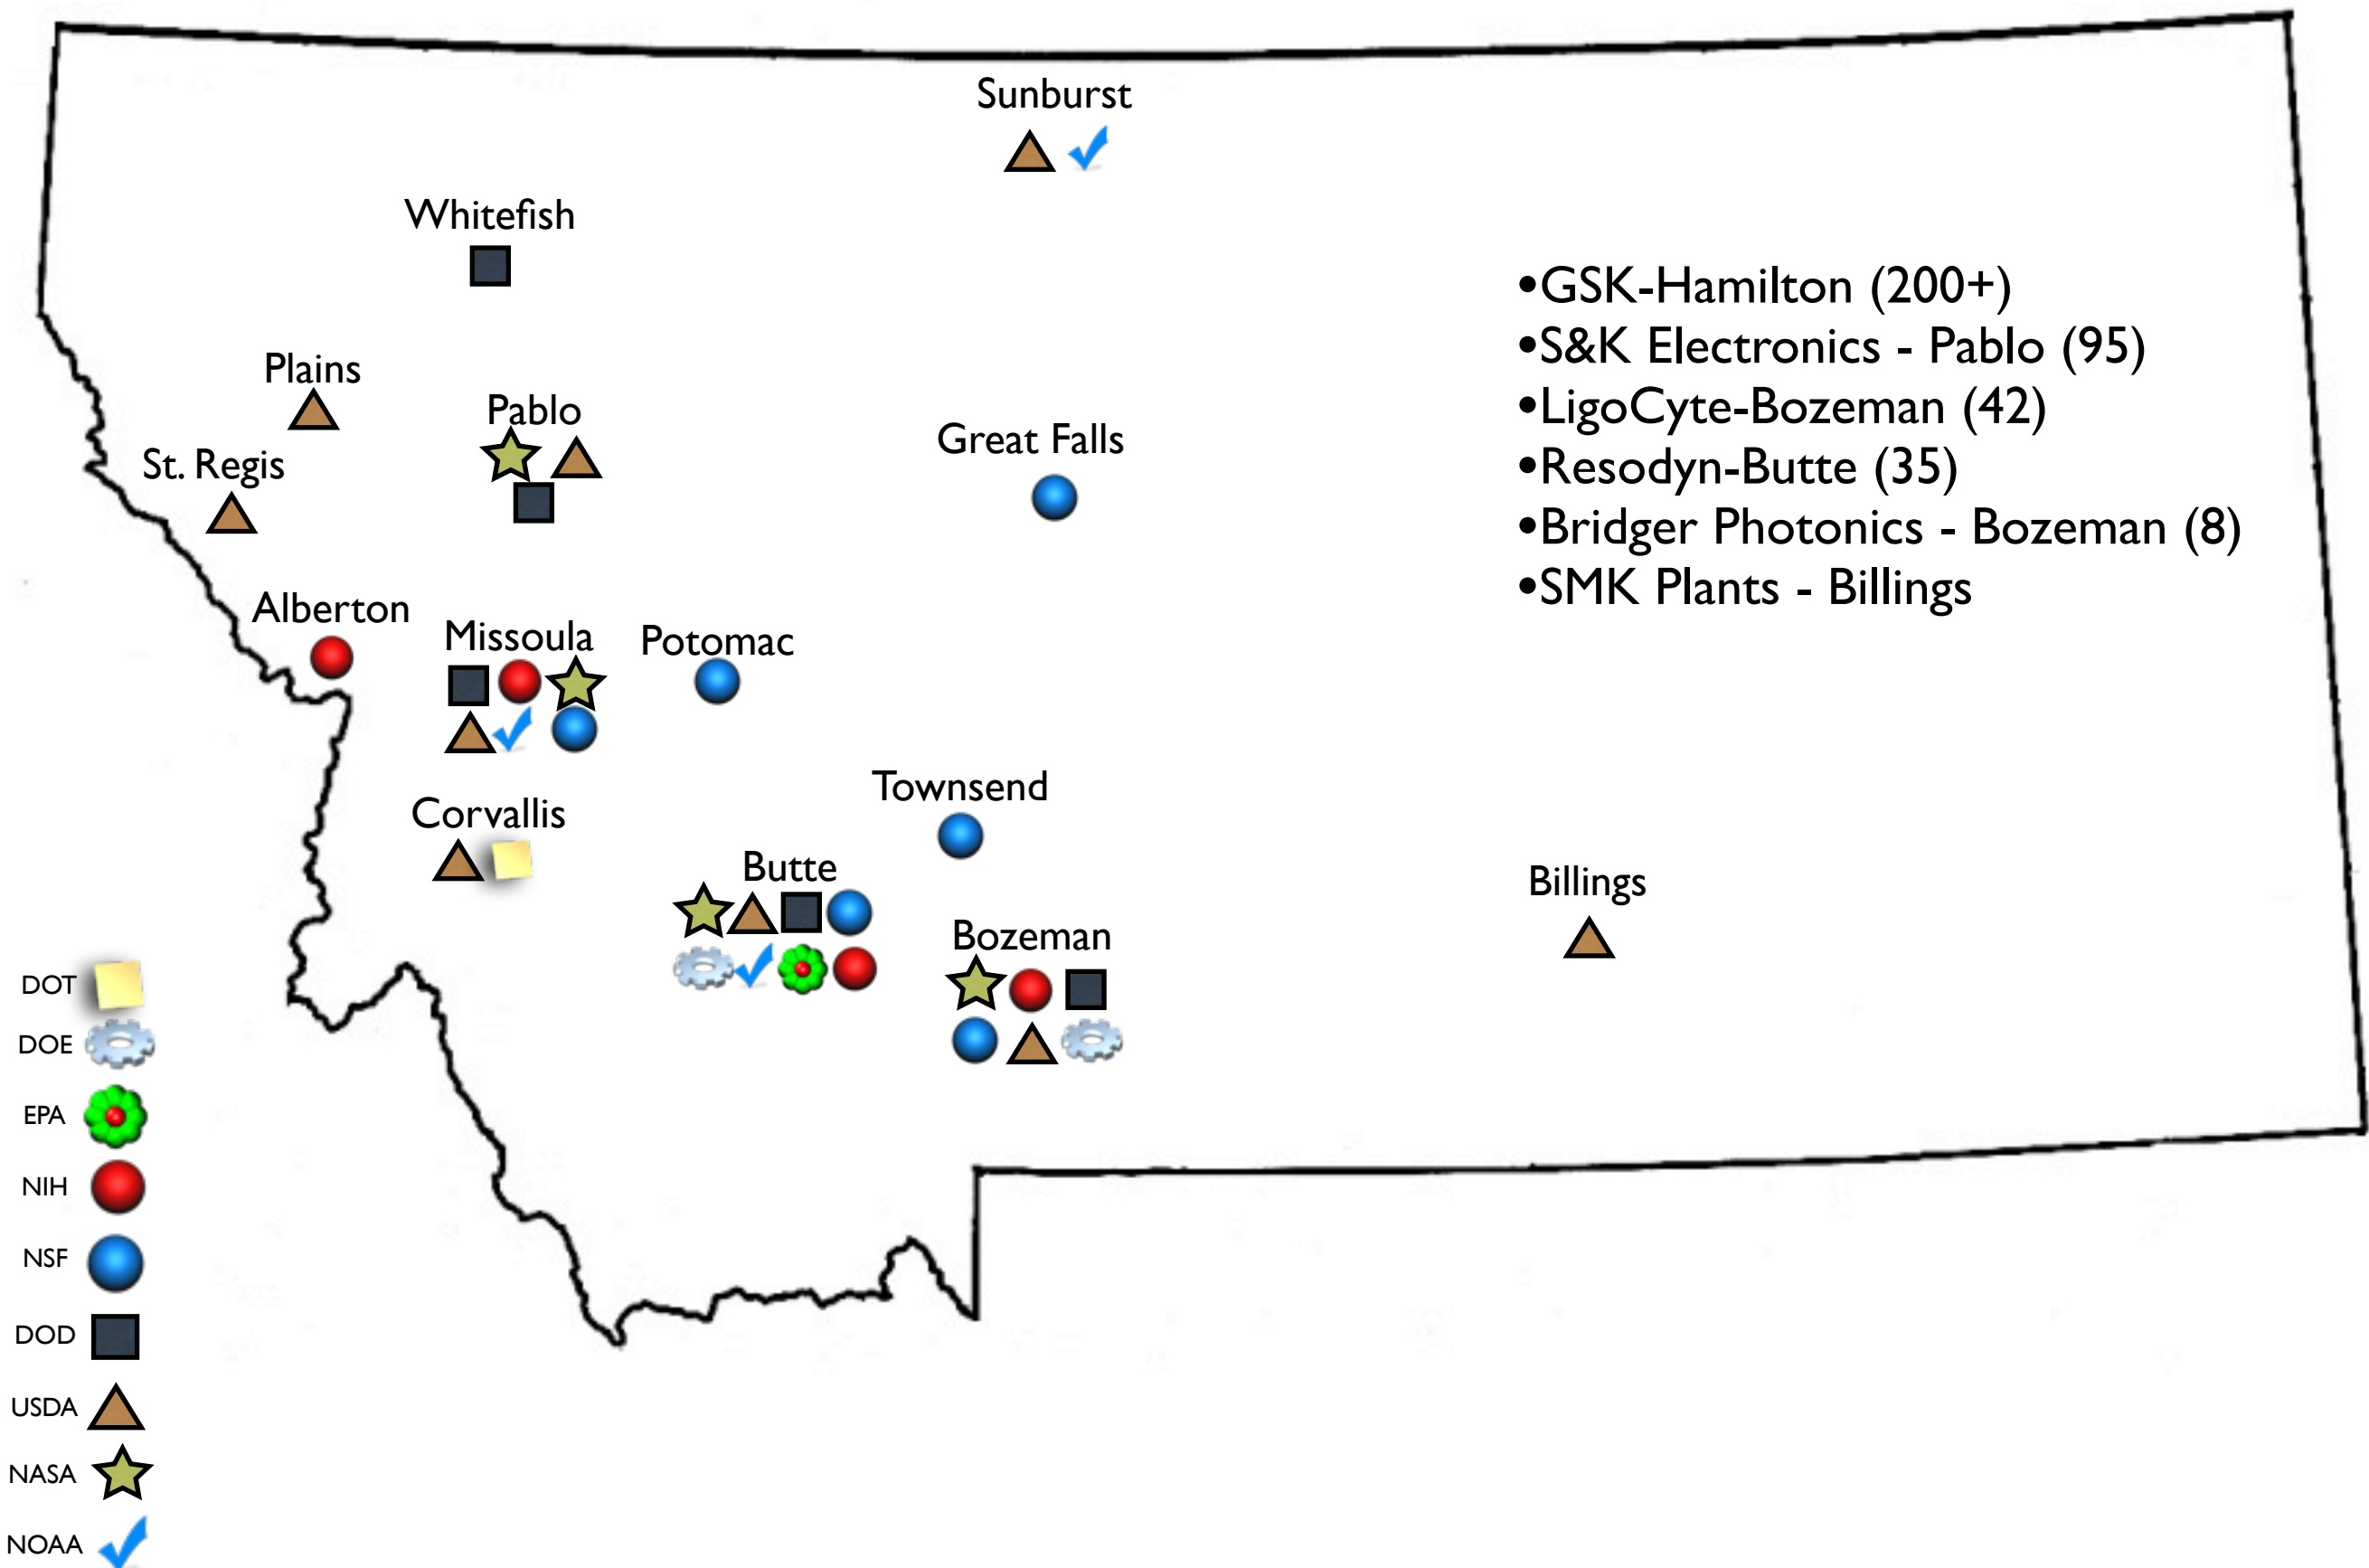 Sunburst
Whitefish
•GSK-Hamilton (200+)
•S&K Electronics - Pablo (95)
•LigoCyte-Bozeman (42)
•Resodyn-Butte (35)
•Bridger Photonics - Bozeman (8)
•SMK Plants - Billings
Plains
Pablo
Great Falls
St. Regis
Alberton
Missoula
Potomac
Townsend
Corvallis
Butte
Billings
Bozeman
DOT
DOE
EPA
NIH
NSF
DOD
USDA
NASA
NOAA